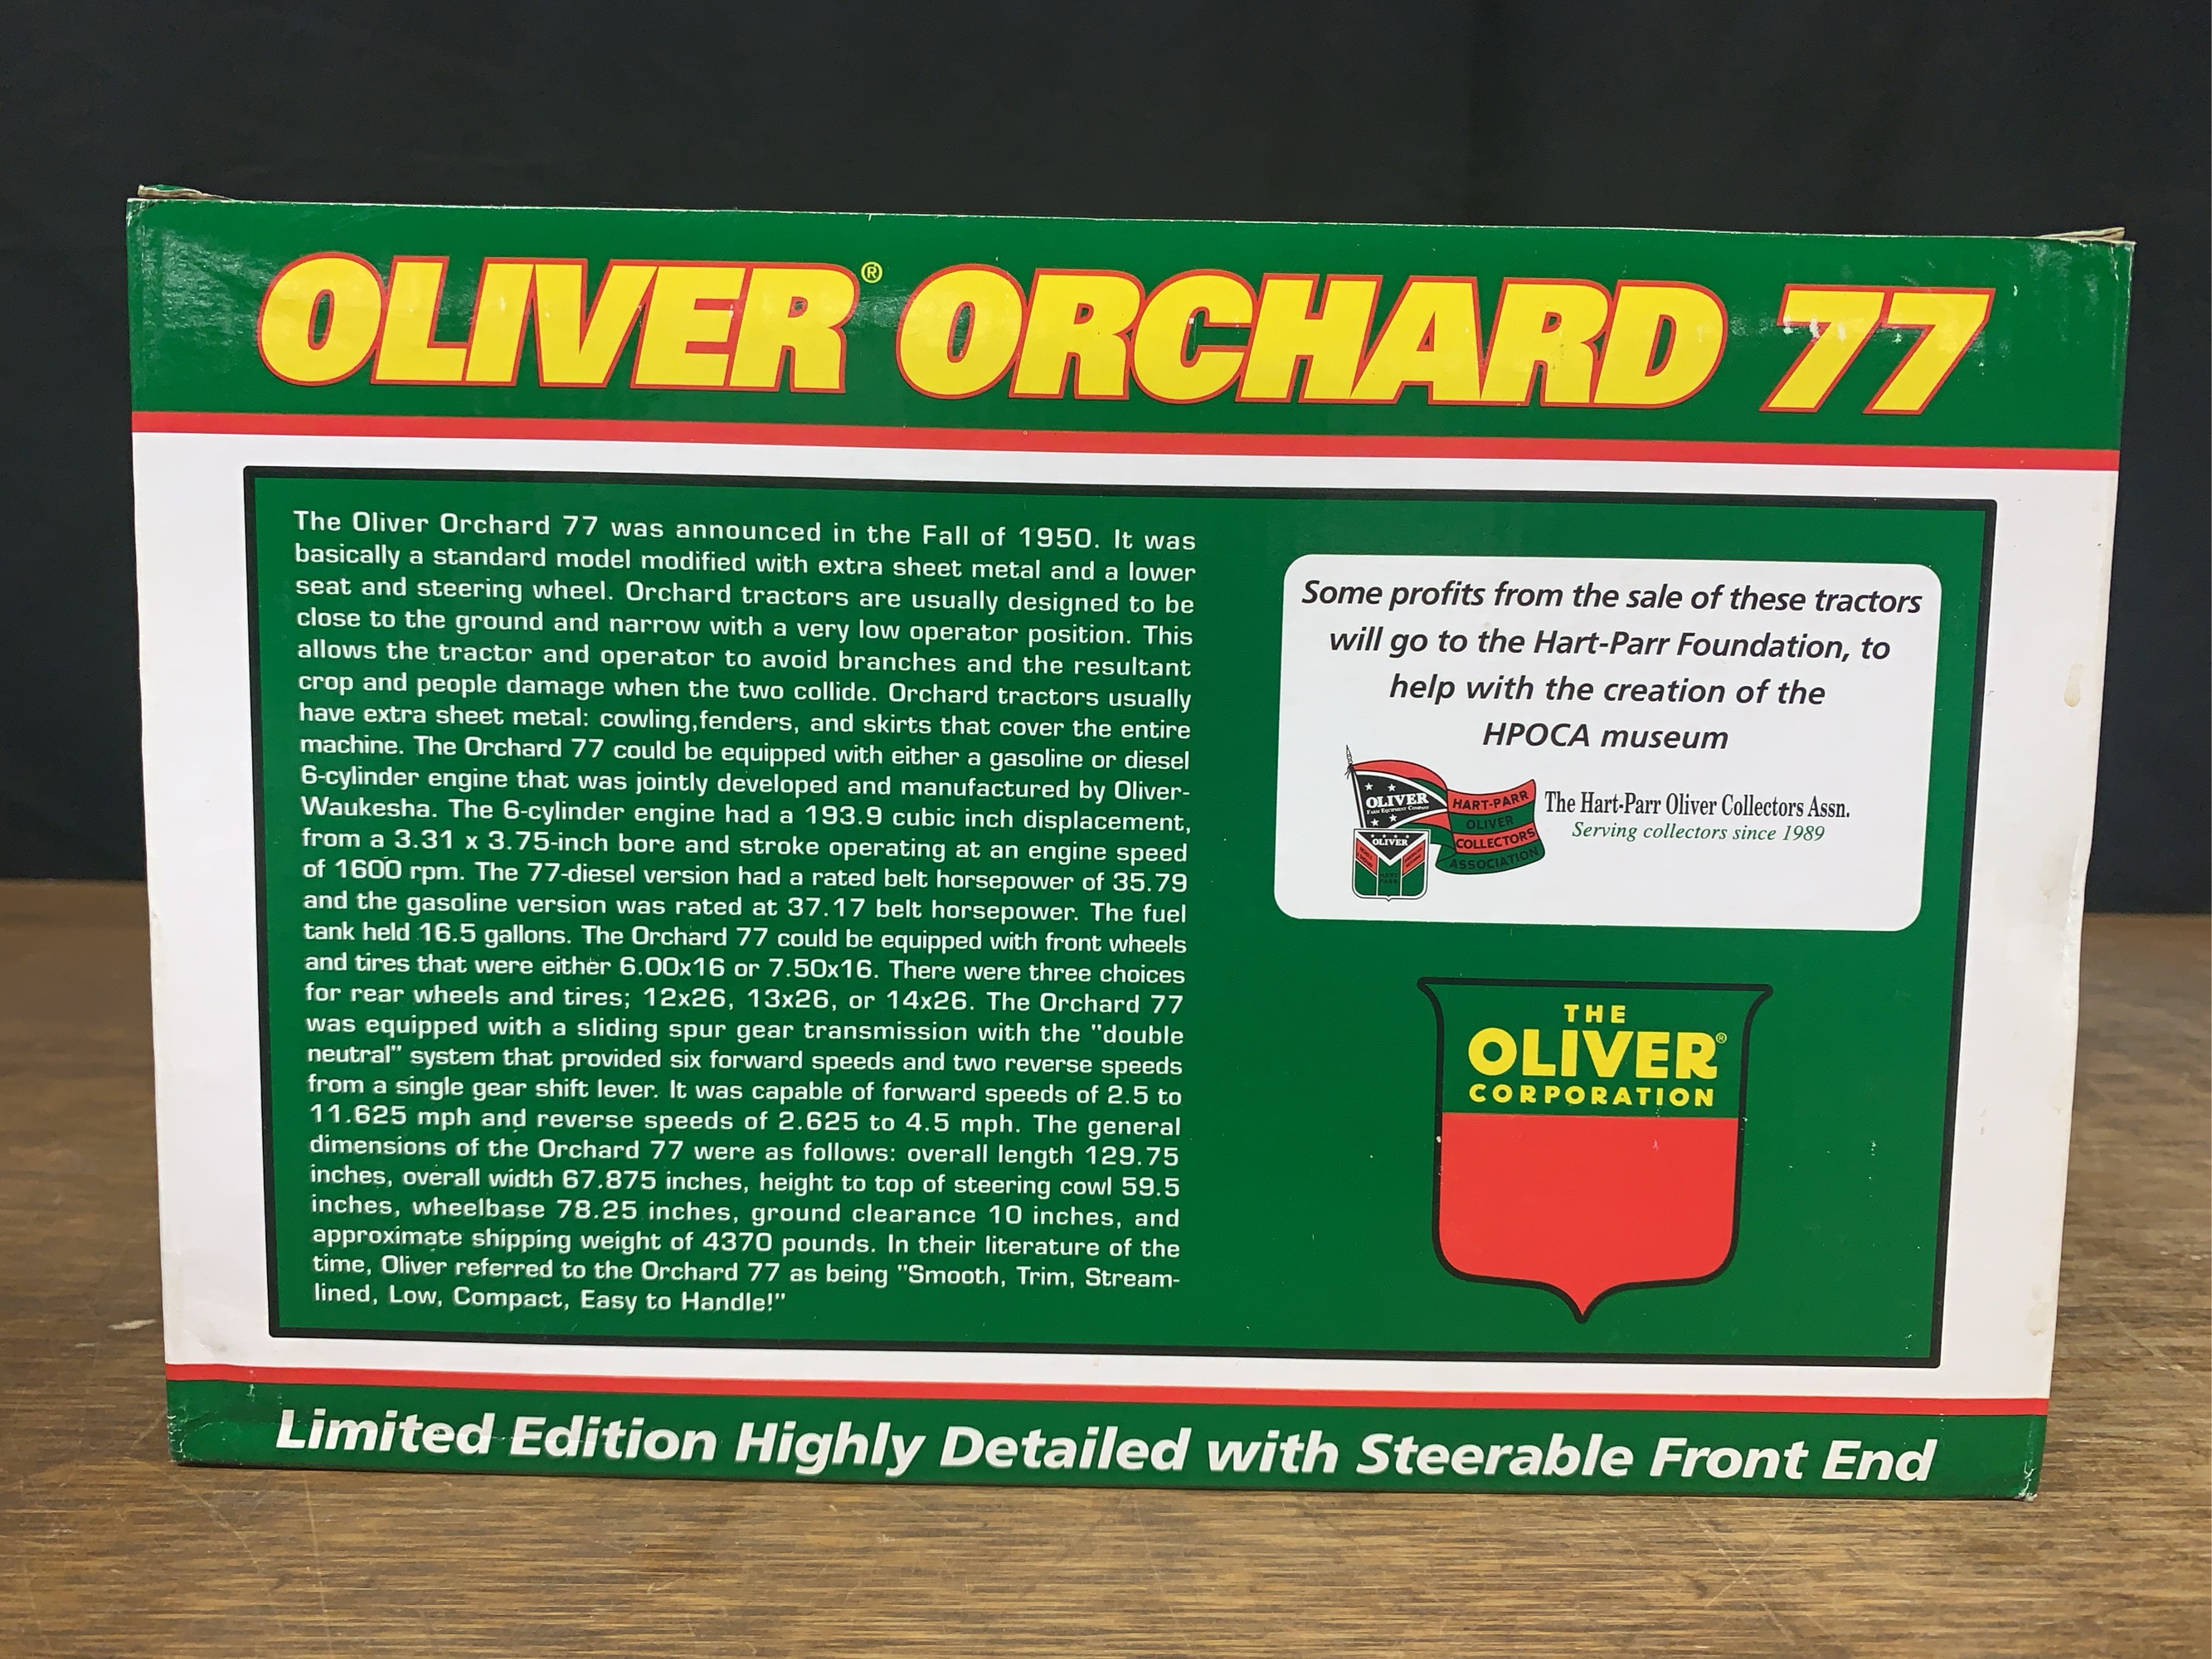 OLIVER® ORCHARD 77
The Oliver Orchard 77 was announced in the Fall of 1950. It was
basically a standard model modified with extra sheet metal and a lower
seat and steering wheel. Orchard tractors are usually designed to be
close to the ground and narrow with a very low operator position. This
allows the tractor and operator to avoid branches and the resultant
crop and people damage when the two collide. Orchard tractors usually
have extra sheet metal: cowling,fenders, and skirts that cover the entire
machine. The Orchard 77 could be equipped with either a gasoline or diesel
6-cylinder engine that was jointly developed and manufactured by Oliver-
Waukesha. The 6-cylinder engine had a 193.9 cubic inch displacement,
from a 3.31 x 3.75-inch bore and stroke operating at an engine speed
of 1600 rpm. The 77-diesel version had a rated belt horsepower of 35.79
and the gasoline version was rated at 37.17 belt horsepower. The fuel
tank held 16.5 gallons. The Orchard 77 could be equipped with front wheels
and tires that were either 6.00x16 or 7.50x16. There were three choices
for rear wheels and tires; 12x26, 13x26, or 14x26. The Orchard 77
was equipped with a sliding spur gear transmission with the "double
neutral" system that provided six forward speeds and two reverse speeds
from a single gear shift lever. It was capable of forward speeds of 2.5 to
11.625 mph and reverse speeds of 2.625 to 4.5 mph. The general
dimensions of the Orchard 77 were as follows: overall length 129.75
inches, overall width 67.875 inches, height to top of steering cowl 59.5
inches, wheelbase 78.25 inches, ground clearance 10 inches, and
approximate shipping weight of 4370 pounds. In their literature of the
time, Oliver referred to the Orchard 77 as being "Smooth, Trim, Stream-
lined, Low, Compact, Easy to Handle!"
Some profits from the sale of these tractors
will go to the Hart-Parr Foundation, to
help with the creation of the
HPOCA museum
OLIVER
FARM EQUIPMENT COMPANY
HART-PARR
OLIVER
COLLECTORS
ASSOCIATION
OLIVER
The Hart-Parr Oliver Collectors Assn.
Serving collectors since 1989
THE
OLIVER®
CORPORATION
Limited Edition Highly Detailed with Steerable Front End